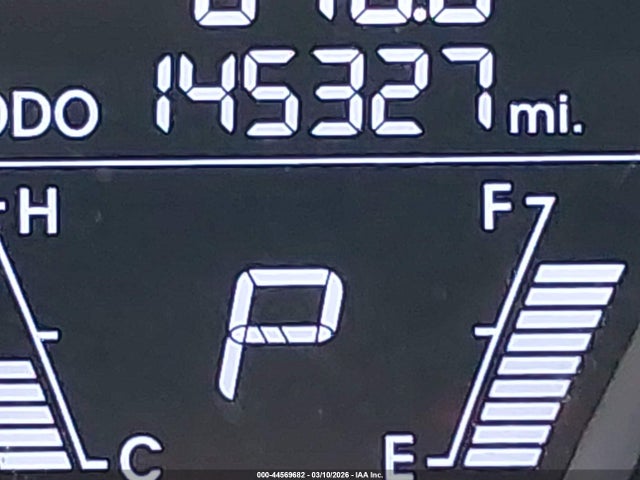 ODO 145327 mi.
H F
P
C E
000-44569682 - 03/10/2026 - IAA Inc.